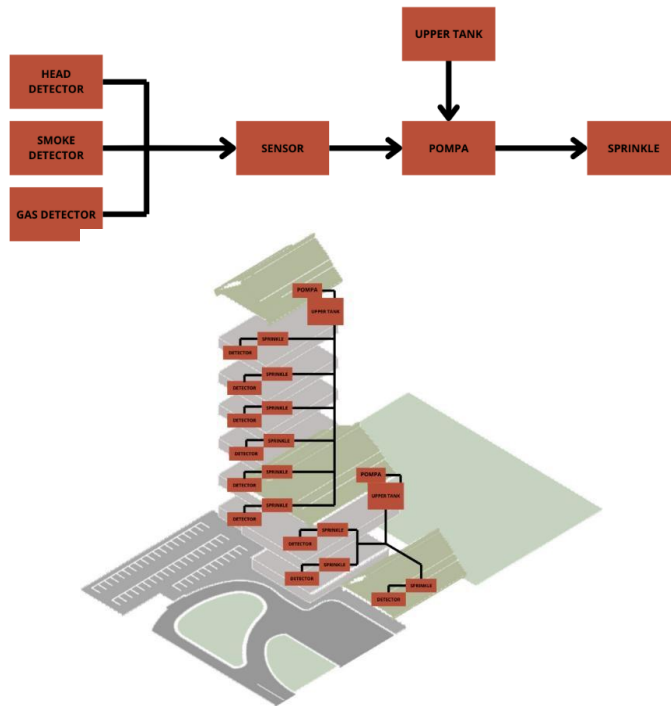 UPPER TANK
HEAD
DETECTOR
SMOKE
DETECTOR
SENSOR
POMPA
SPRINKLE
GAS DETECTOR
POMPA
UPPER TANK
SPRINKLE
DETECTOR
SPRINKLE
DETECTOR
SPRINKLE
DETECTOR
SPRINKLE
DETECTOR
SPRINKLE
DETECTOR
SPRINKLE
DETECTOR
POMPA
UPPER TANK
SPRINKLE
DETECTOR
SPRINKLE
DETECTOR
SPRINKLE
DETECTOR